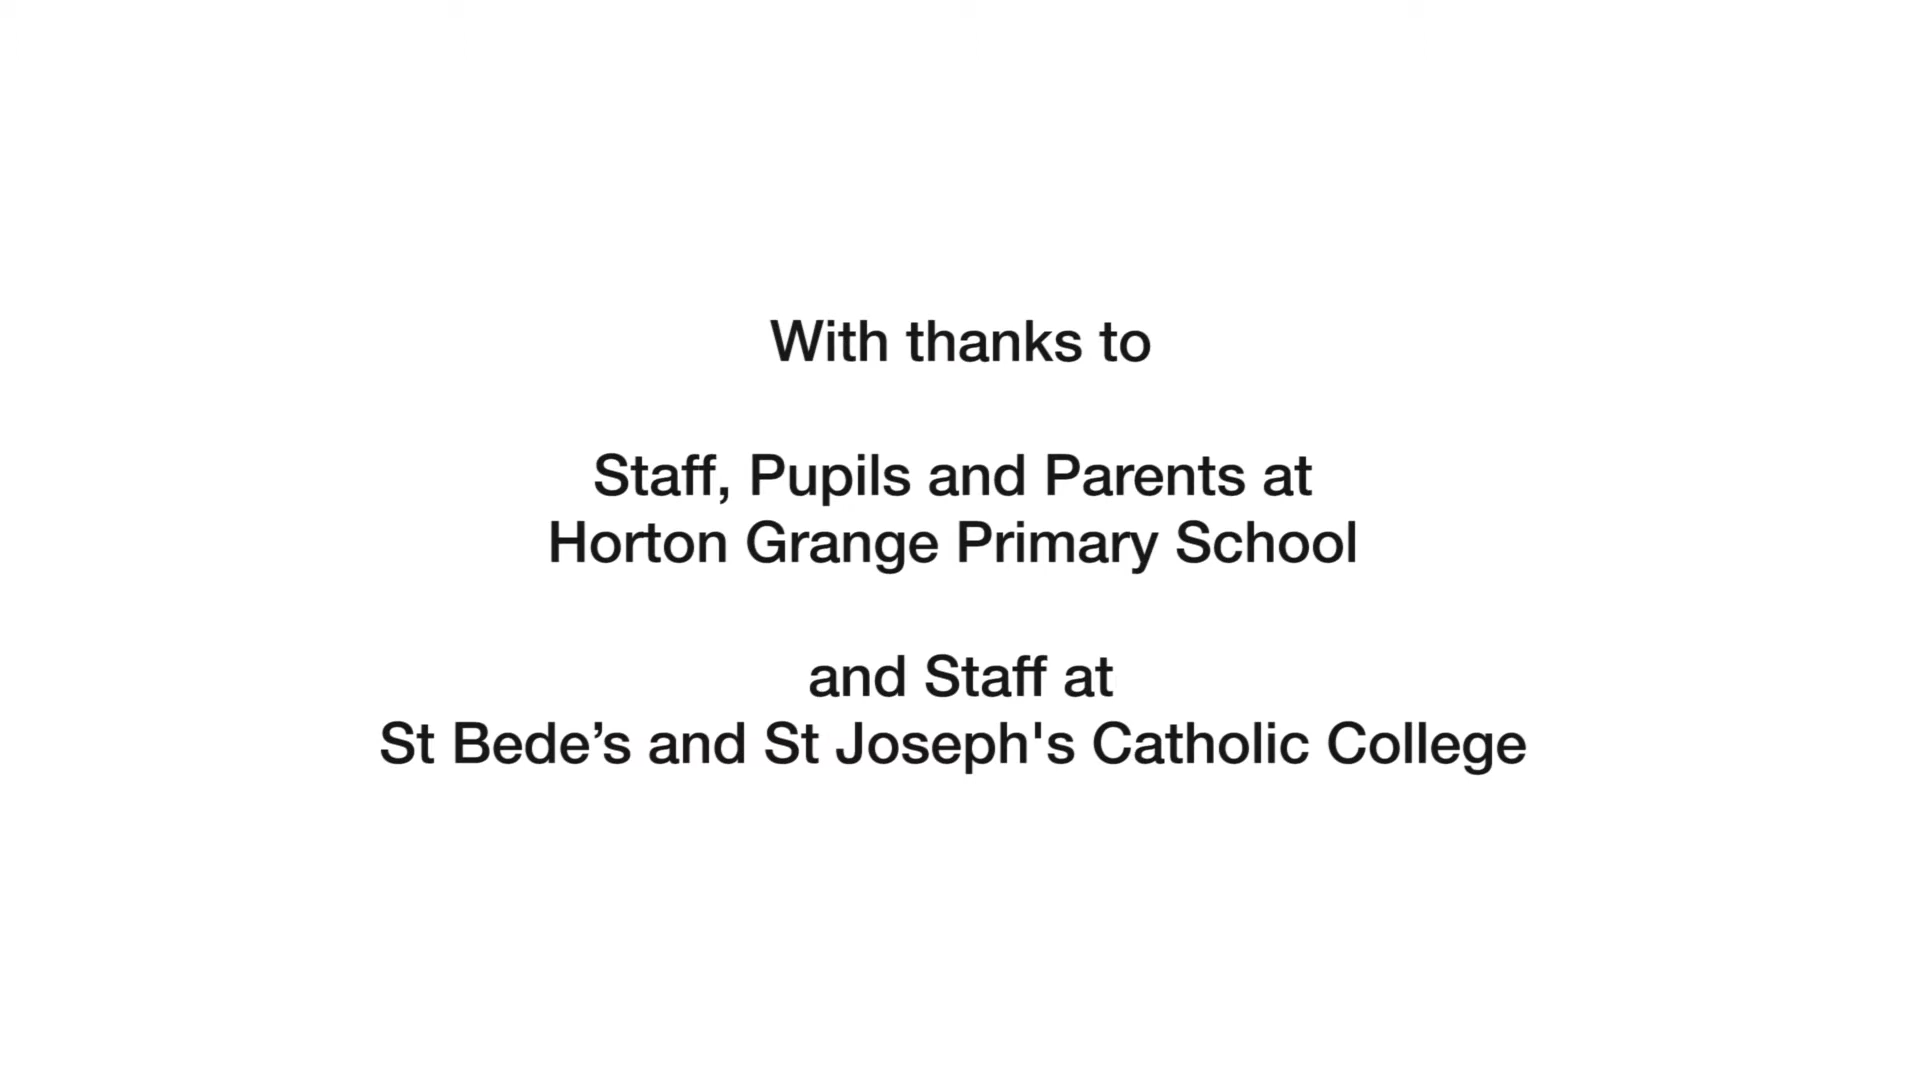 With thanks to
Staff, Pupils and Parents at
Horton Grange Primary School
and Staff at
St Bede’s and St Joseph's Catholic College